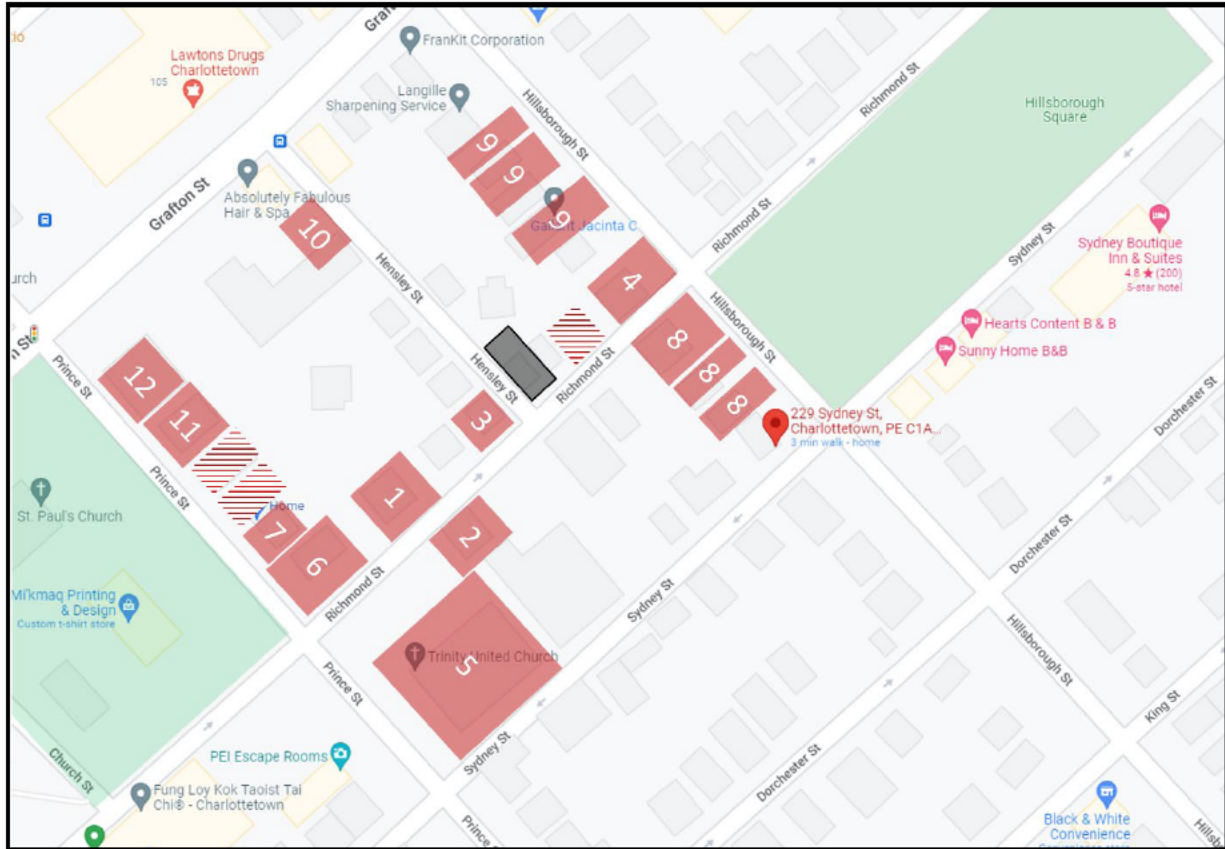 Lawtons Drugs
Charlottetown
105
FranKit Corporation
Langille
Sharpening Service
Hillsborough St
Richmond St
Hillsborough
Square
Grafton St
Absolutely Fabulous
Hair & Spa
9
9
9
10
Hensley St
4
Richmond St
Sydney St
Sydney Boutique
Inn & Suites
4.8 ★ (200)
5-star hotel
Hillsborough St
Hearts Content B & B
Sunny Home B&B
8
8
8
Prince St
12
11
Hensley St
Richmond St
3
229 Sydney St,
Charlottetown, PE C1A...
3 min walk - home
Dorchester St
Prince St
St. Paul's Church
Home
7
6
1
2
Richmond St
Dorchester St
Mi'kmaq Printing
& Design
Custom t-shirt store
Sydney St
Trinity United Church
5
Prince St
Hillsborough St
King St
PEI Escape Rooms
Sydney St
Church St
Dorchester St
Fung Loy Kok Taoist Tai
Chi® - Charlottetown
Black & White
Convenience
Convenience store